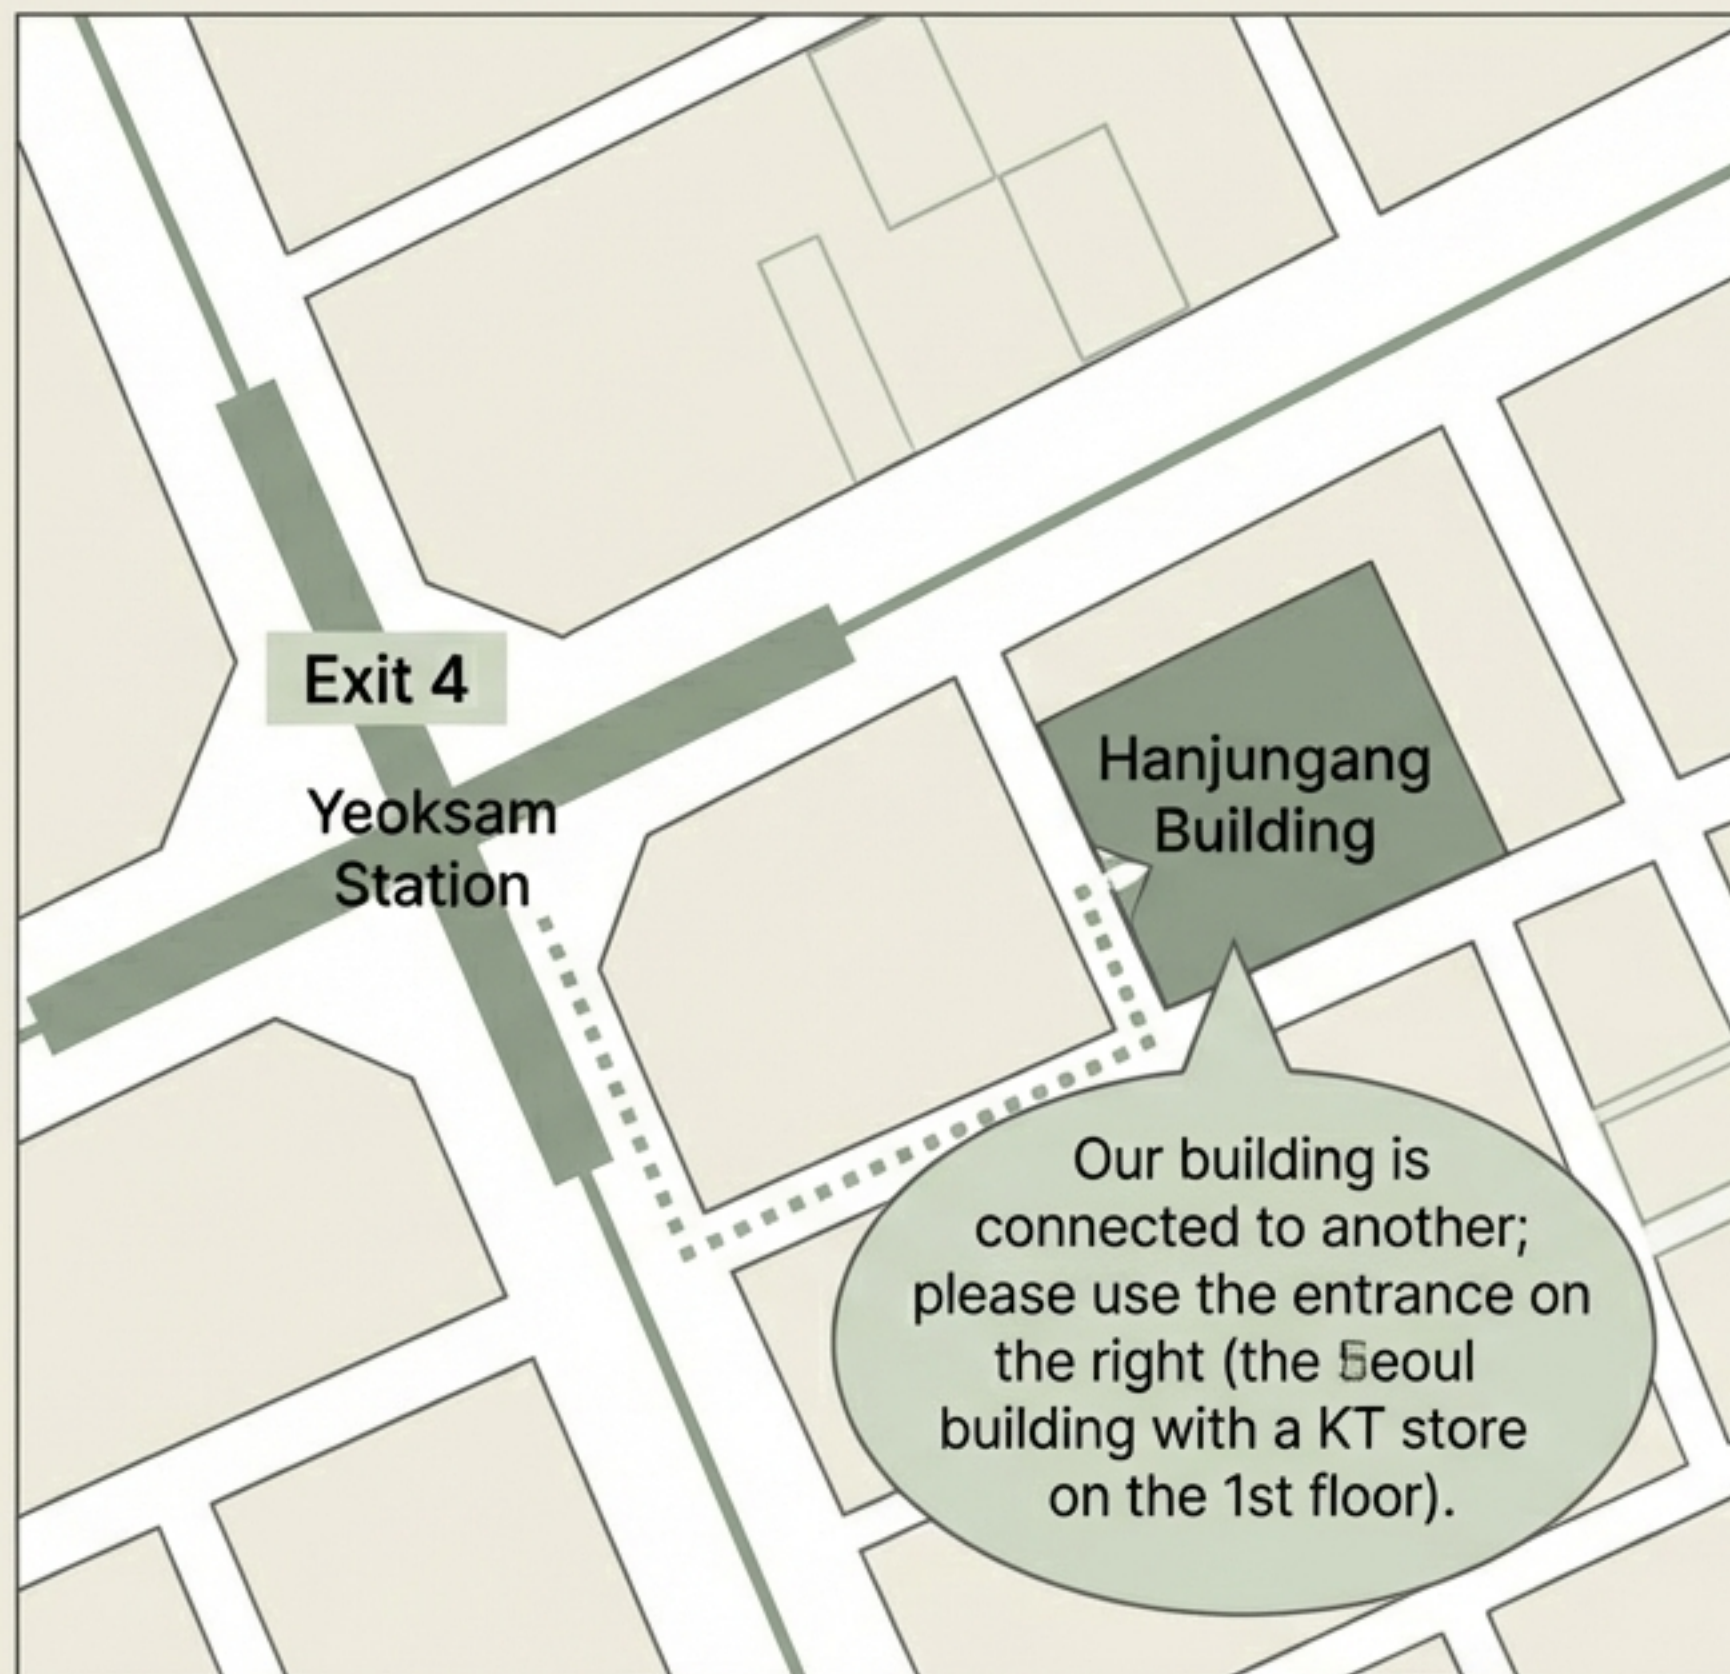 Exit 4
Yeoksam
Station
Hanjungang
Building
Our building is
connected to another;
please use the entrance on
the right (the Seoul
building with a KT store
on the 1st floor).